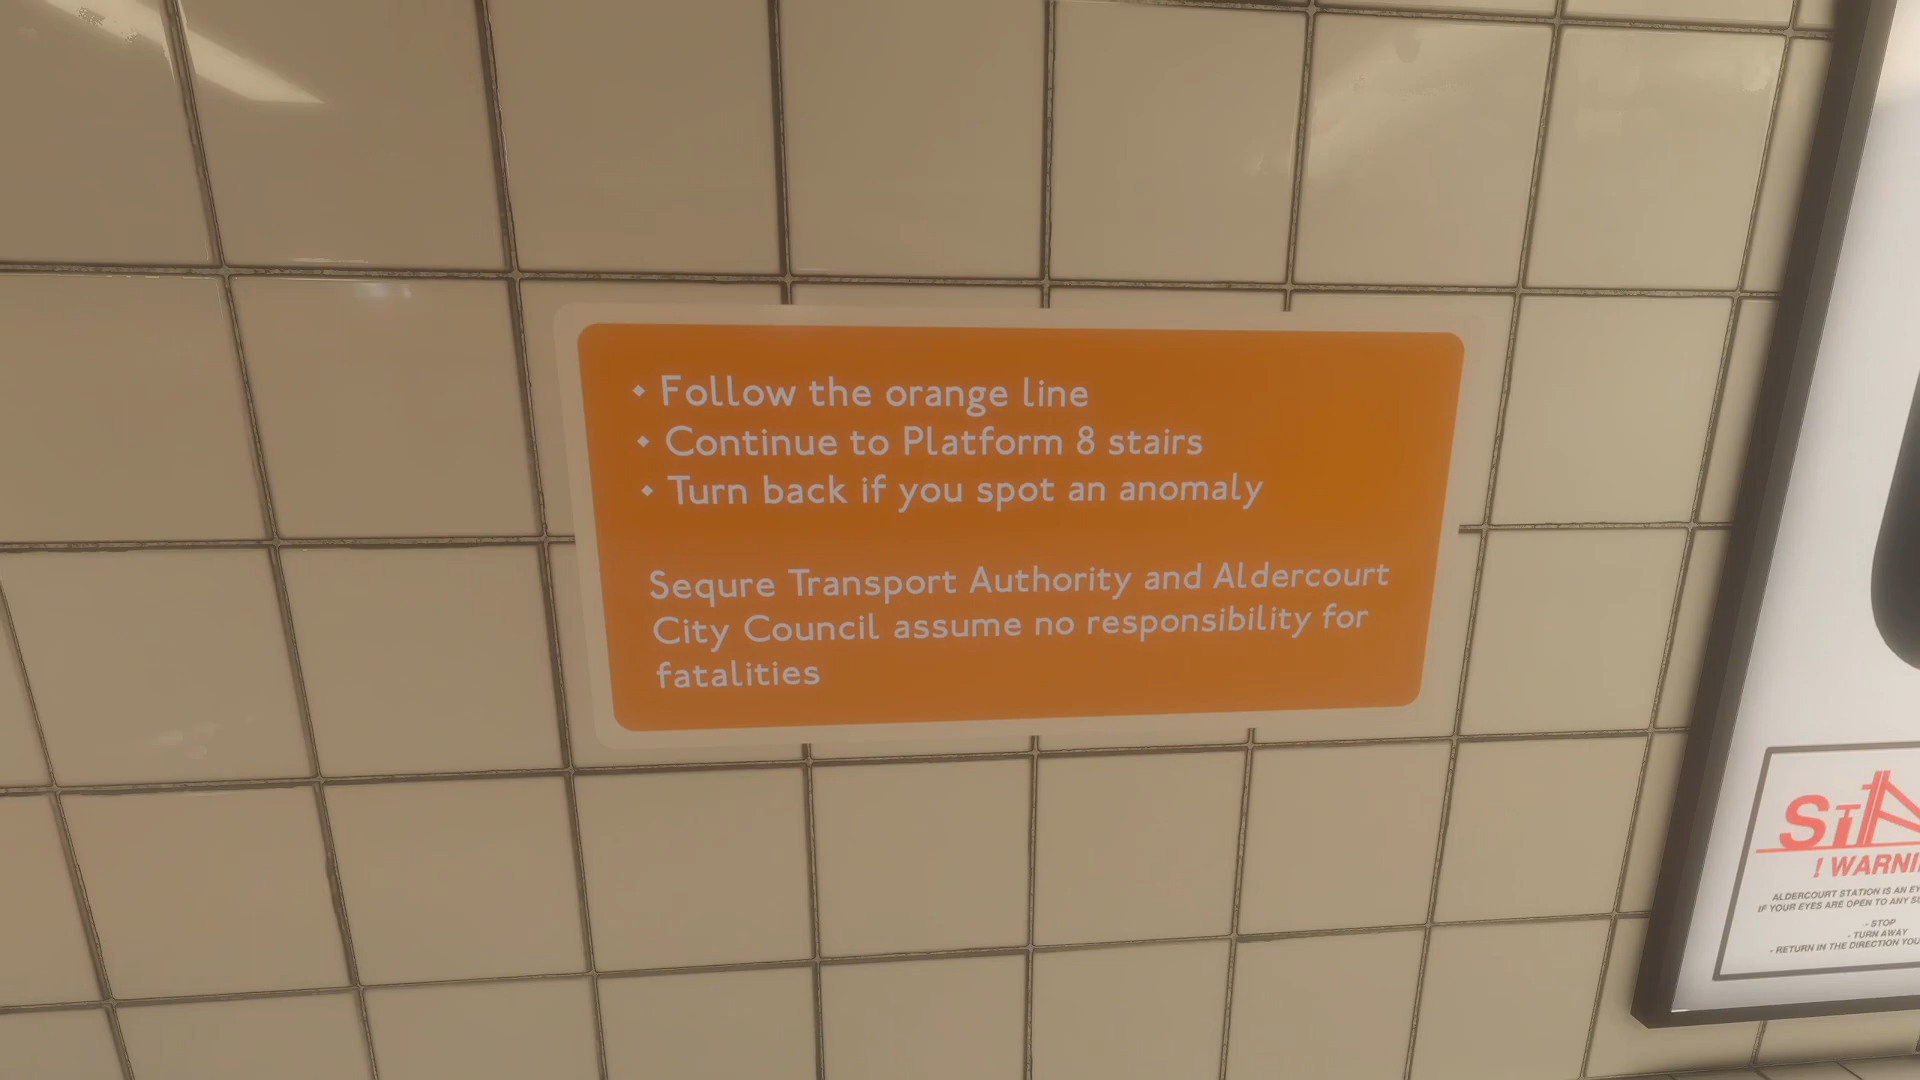 • Follow the orange line
• Continue to Platform 8 stairs
• Turn back if you spot an anomaly
Sequre Transport Authority and Aldercourt
City Council assume no responsibility for
fatalities
! WARNI
ALDERCOURT STATION IS AN
IF YOUR EYES ARE OPEN TO ANY
- STOP
- TURN AWAY
- RETURN IN THE DIRECTION YOU